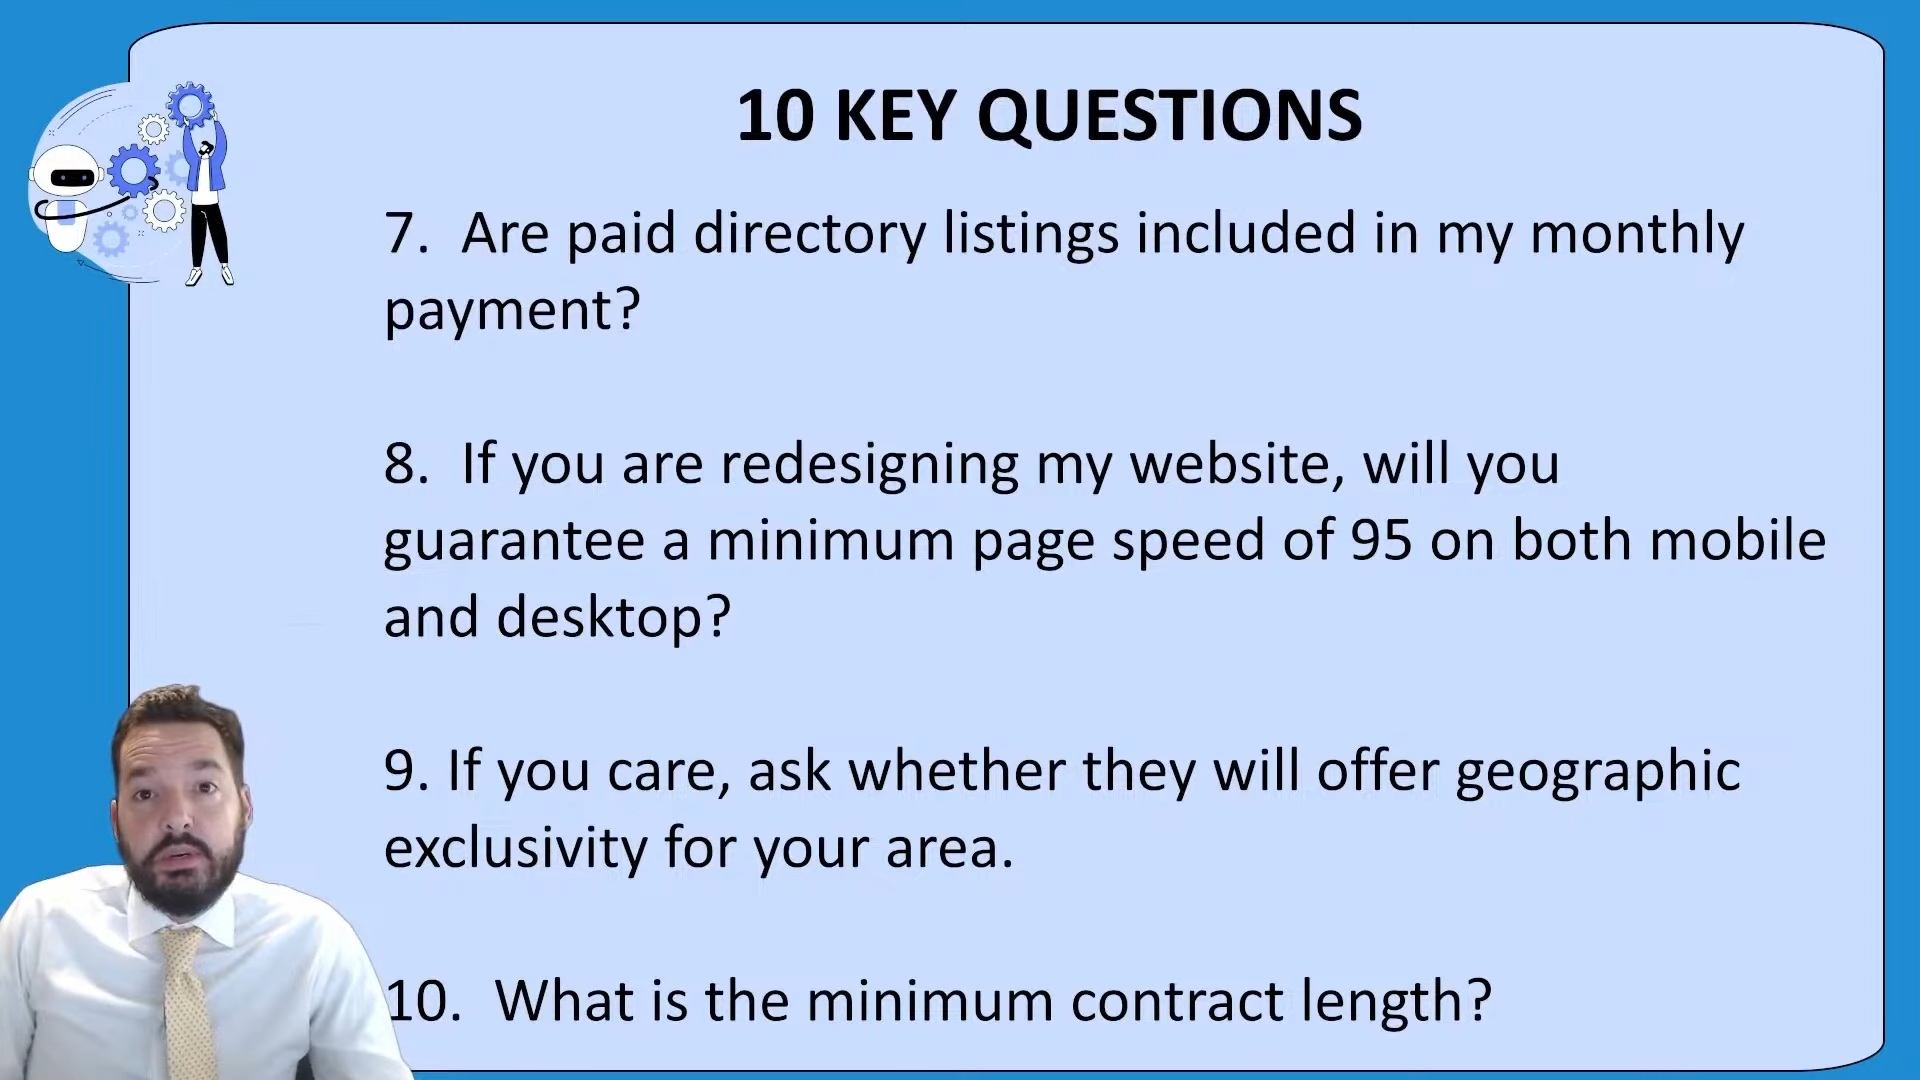 10 KEY QUESTIONS
7. Are paid directory listings included in my monthly
payment?
8. If you are redesigning my website, will you
guarantee a minimum page speed of 95 on both mobile
and desktop?
9. If you care, ask whether they will offer geographic
exclusivity for your area.
10. What is the minimum contract length?